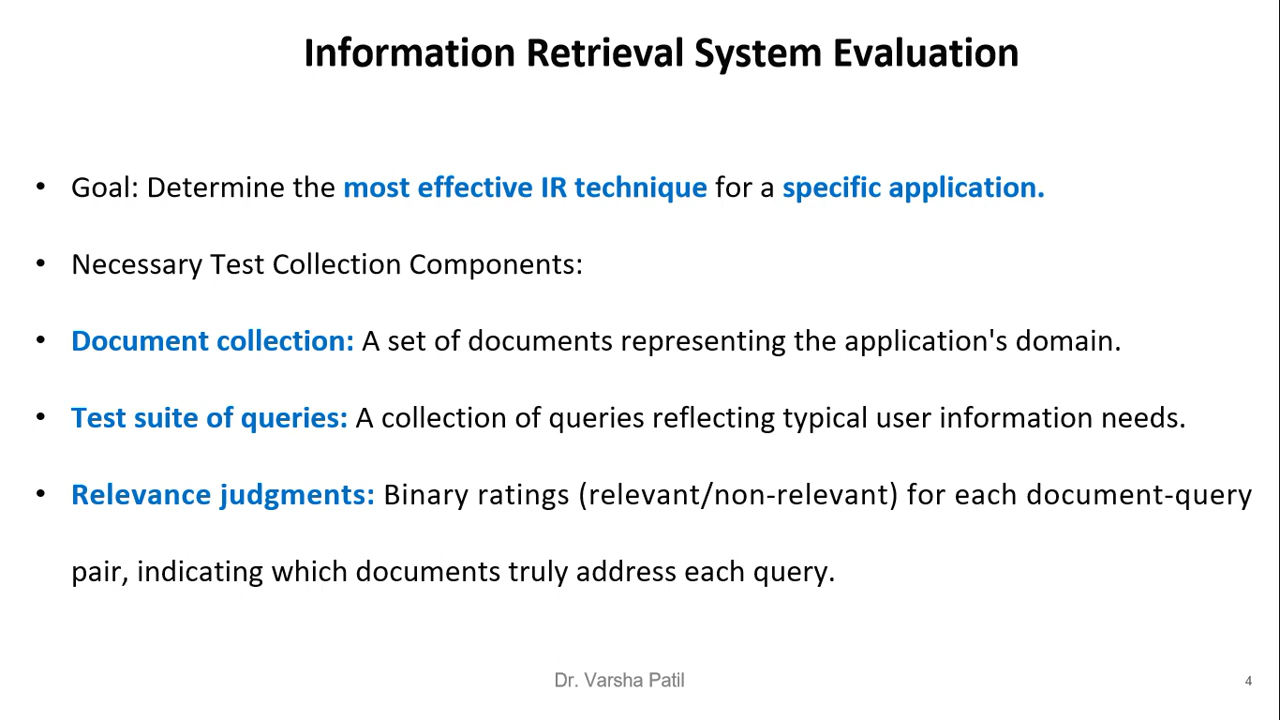 Information Retrieval System Evaluation
• Goal: Determine the most effective IR technique for a specific application.
• Necessary Test Collection Components:
• Document collection: A set of documents representing the application's domain.
• Test suite of queries: A collection of queries reflecting typical user information needs.
• Relevance judgments: Binary ratings (relevant/non-relevant) for each document-query
pair, indicating which documents truly address each query.
Dr. Varsha Patil
4